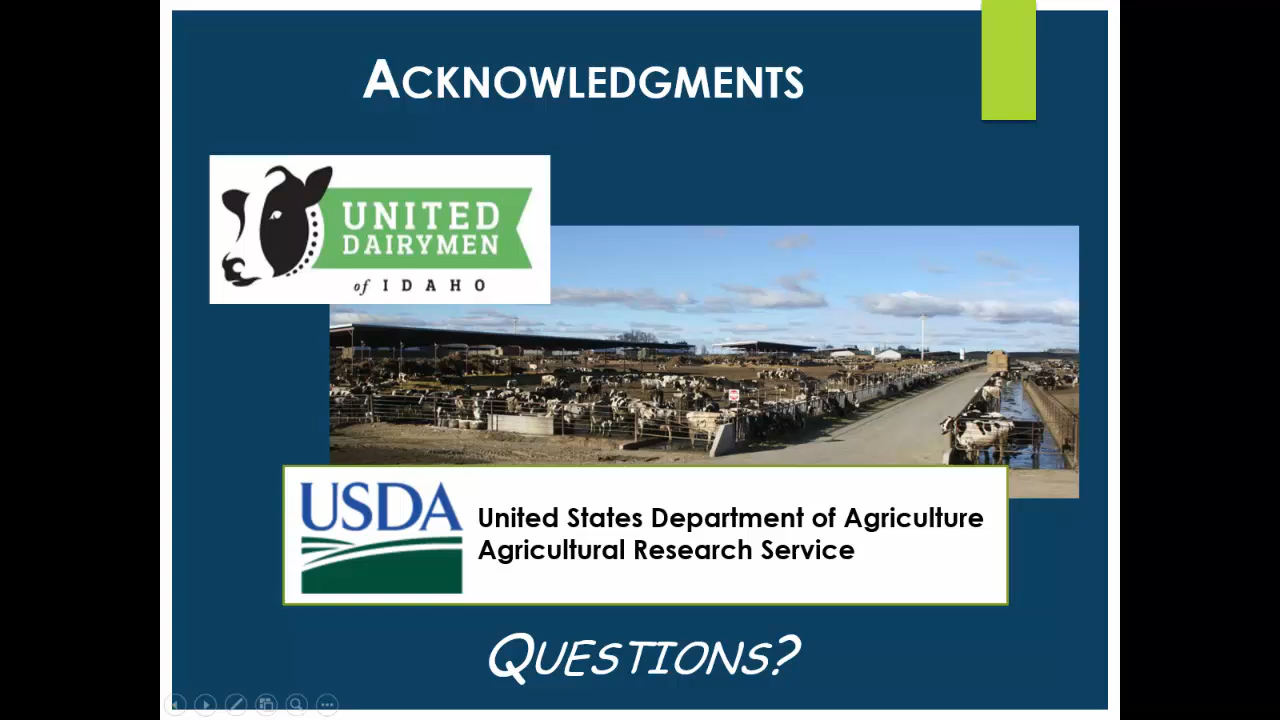 ACKNOWLEDGMENTS
UNITED
DAIRYMEN
of IDAHO
USDA
United States Department of Agriculture
Agricultural Research Service
QUESTIONS?